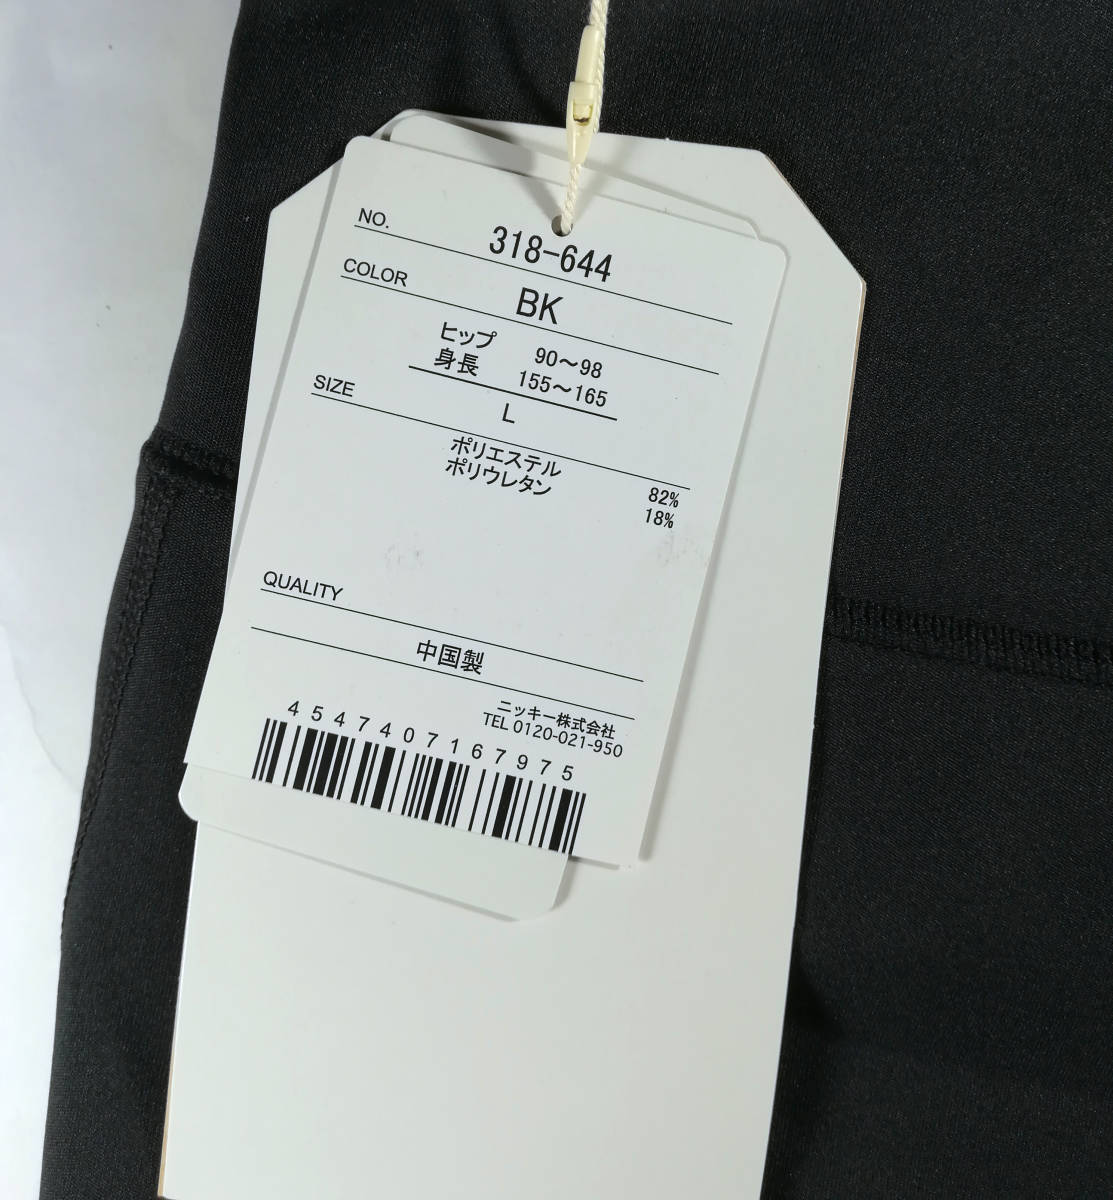 NO. 318-644
COLOR BK
ヒップ 90～98
身長 155～165
SIZE L
ポリエステル 82%
ポリウレタン 18%
QUALITY
中国製
ニッキー株式会社
TEL 0120-021-950
4547407167975